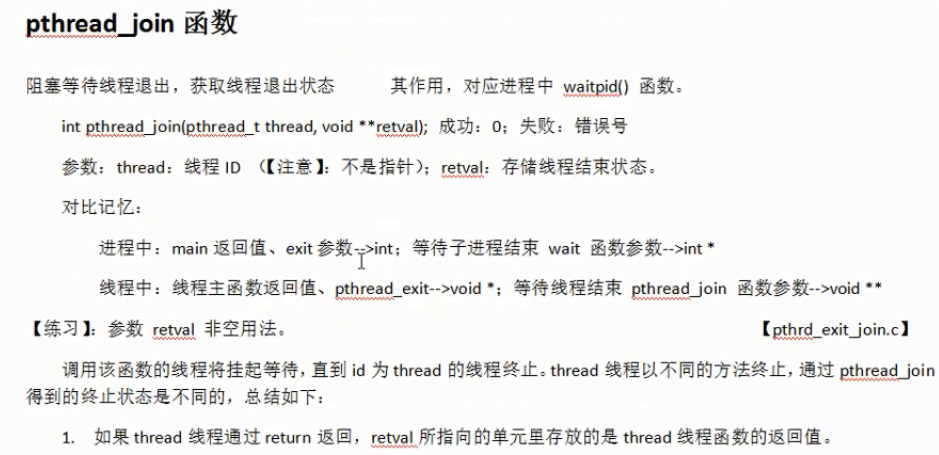 pthread_join 函数
阻塞等待线程退出，获取线程退出状态 其作用，对应进程中 waitpid() 函数。
int pthread_join(pthread_t thread, void **retval); 成功：0；失败：错误号
参数：thread：线程 ID （【注意】：不是指针）；retval：存储线程结束状态。
对比记忆：
进程中：main 返回值、exit 参数-->int；等待子进程结束 wait 函数参数-->int *
线程中：线程主函数返回值、pthread_exit-->void *；等待线程结束 pthread_join 函数参数-->void **
【练习】：参数 retval 非空用法。 【pthrd_exit_join.c】
调用该函数的线程将挂起等待，直到 id 为 thread 的线程终止。thread 线程以不同的方法终止，通过 pthread_join
得到的终止状态是不同的，总结如下：
1. 如果 thread 线程通过 return 返回，retval 所指向的单元里存放的是 thread 线程函数的返回值。